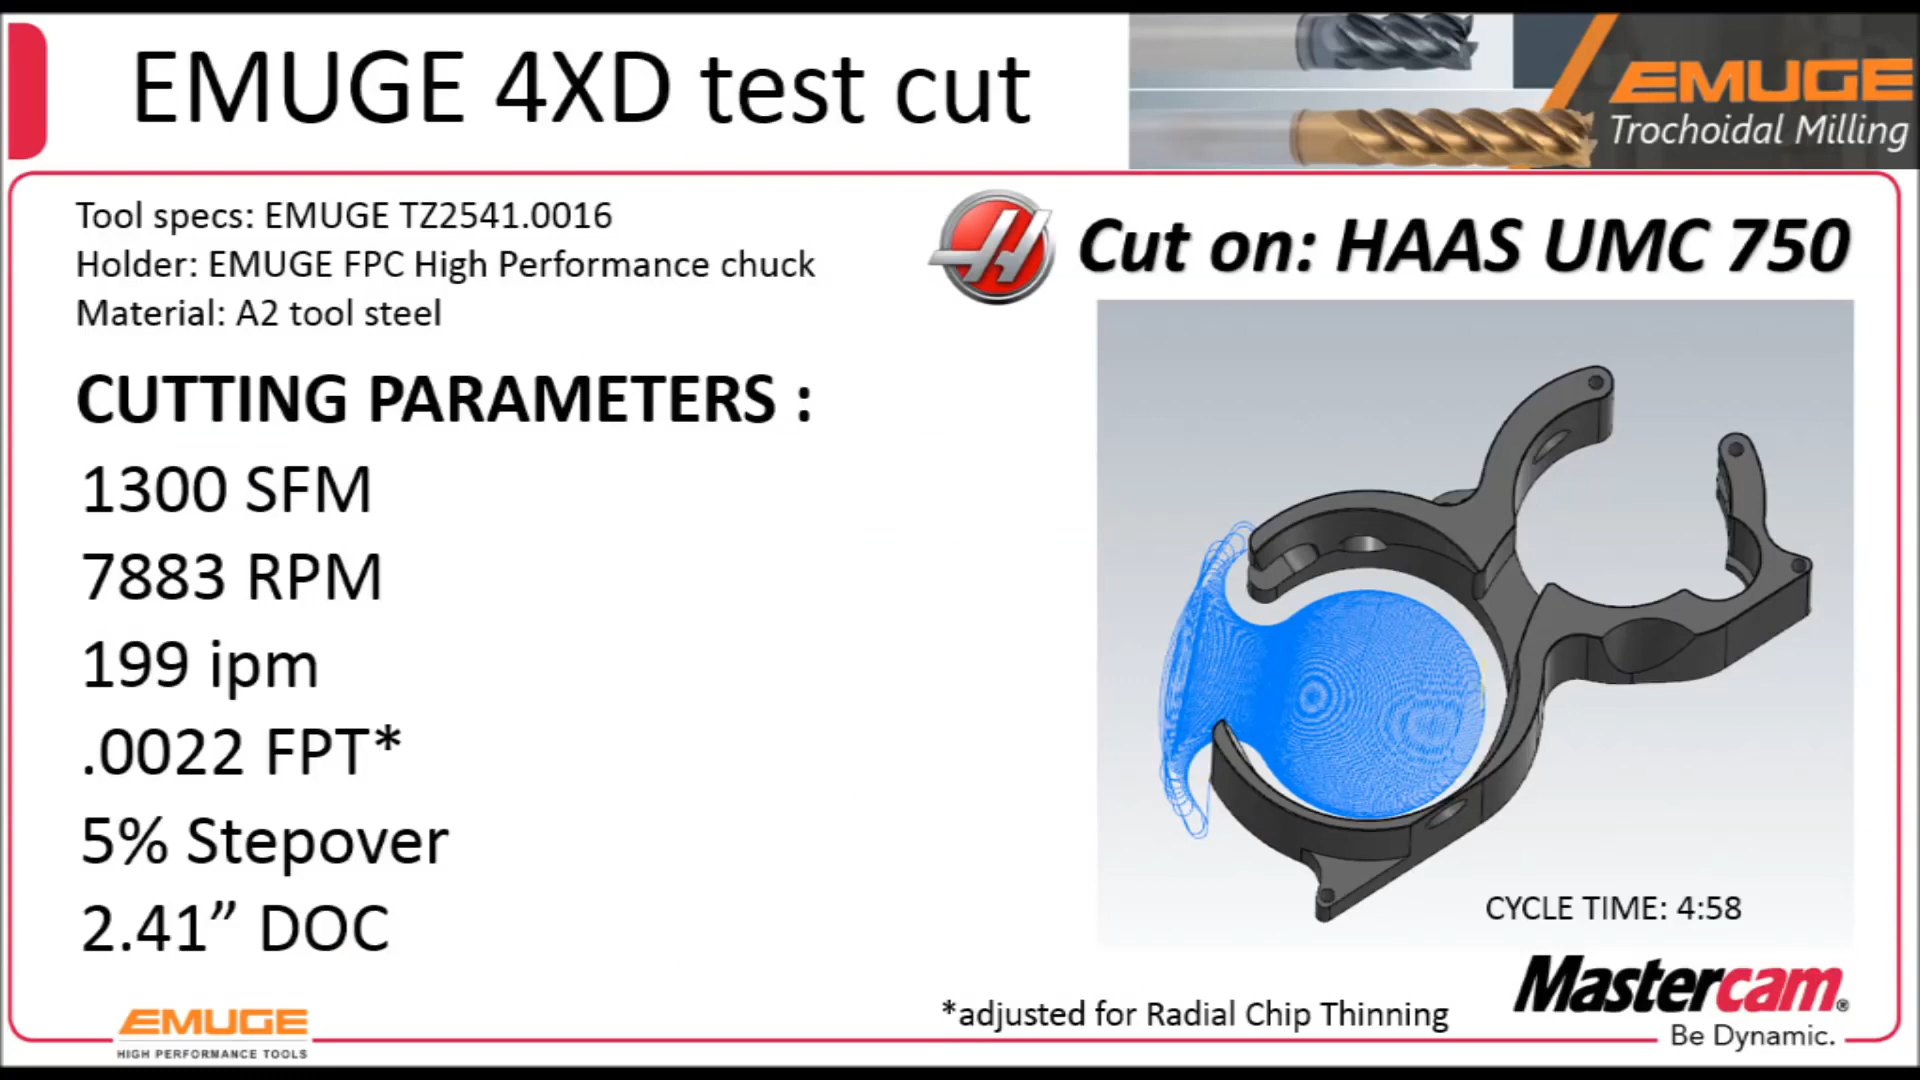 EMUGE 4XD test cut
EMUGE
Trochoidal Milling
Tool specs: EMUGE TZ2541.0016
Holder: EMUGE FPC High Performance chuck
Material: A2 tool steel
Cut on: HAAS UMC 750
CUTTING PARAMETERS :
1300 SFM
7883 RPM
199 ipm
.0022 FPT*
5% Stepover
2.41” DOC
CYCLE TIME: 4:58
*adjusted for Radial Chip Thinning
Mastercam®
Be Dynamic.
EMUGE
HIGH PERFORMANCE TOOLS